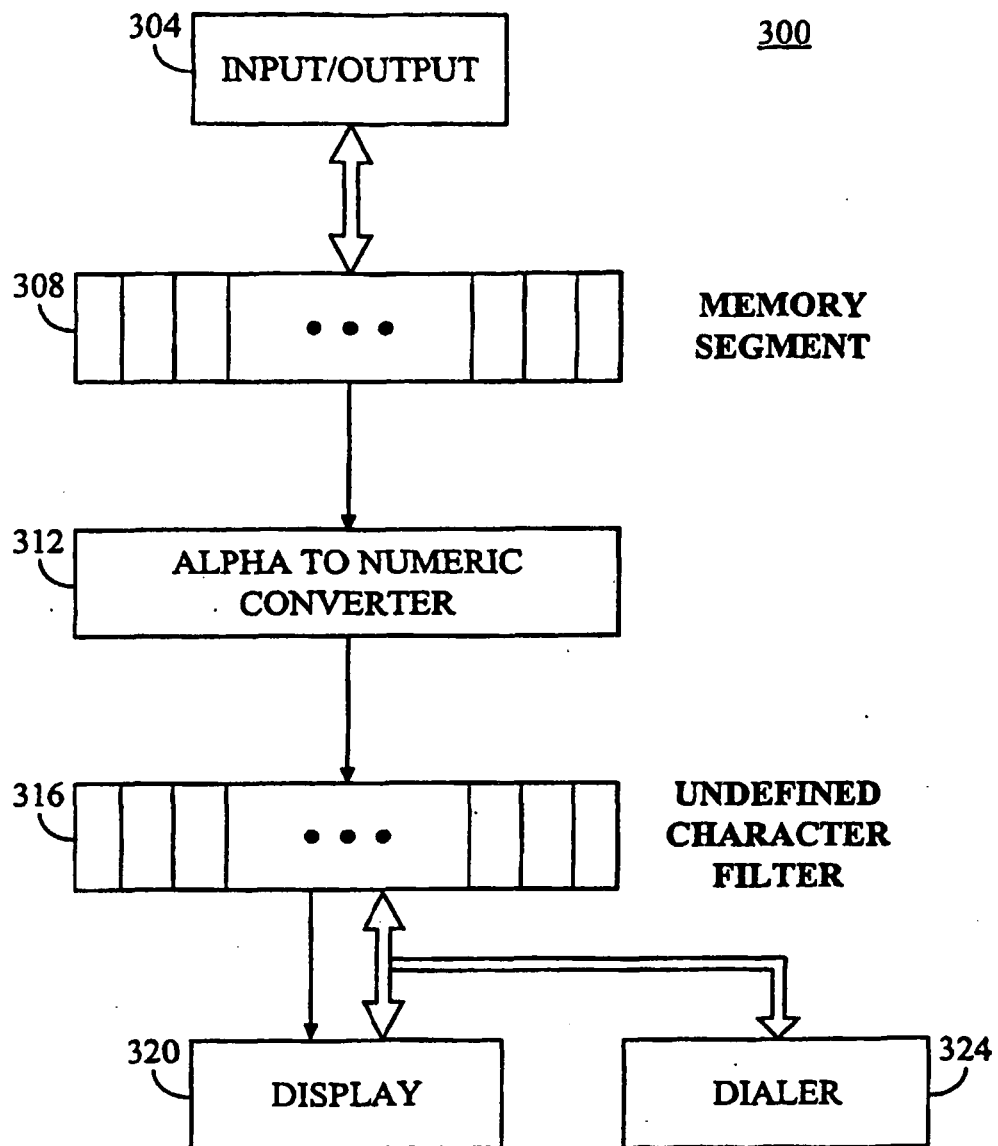 304
INPUT/OUTPUT
300
308
MEMORY
SEGMENT
312
ALPHA TO NUMERIC
CONVERTER
316
UNDEFINED
CHARACTER
FILTER
320
DISPLAY
DIALER
324